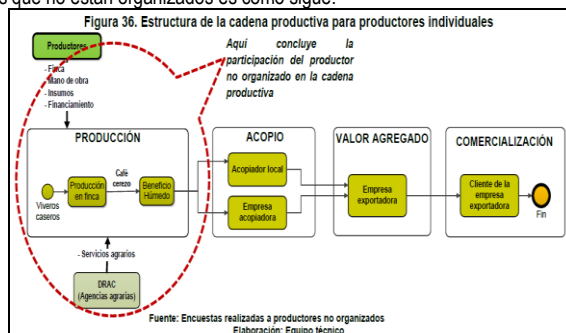 s que no están organizados es como sigue:
Figura 36. Estructura de la cadena productiva para productores individuales
Productores
- Finca
- Mano de obra
- Insumos
- Financiamiento
Aquí concluye la
participación del productor
no organizado en la cadena
productiva
PRODUCCIÓN
Viveros
caseros
Producción
en finca
Café
cerezo
Beneficio
Húmedo
ACOPIO
Acopiador local
Empresa
acopiadora
VALOR AGREGADO
Empresa
exportadora
COMERCIALIZACIÓN
Cliente de la
empresa
exportadora
Fin
- Servicios agrarios
DRAC
(Agencias agrarias)
Fuente: Encuestas realizadas a productores no organizados
Elaboración: Equipo técnico